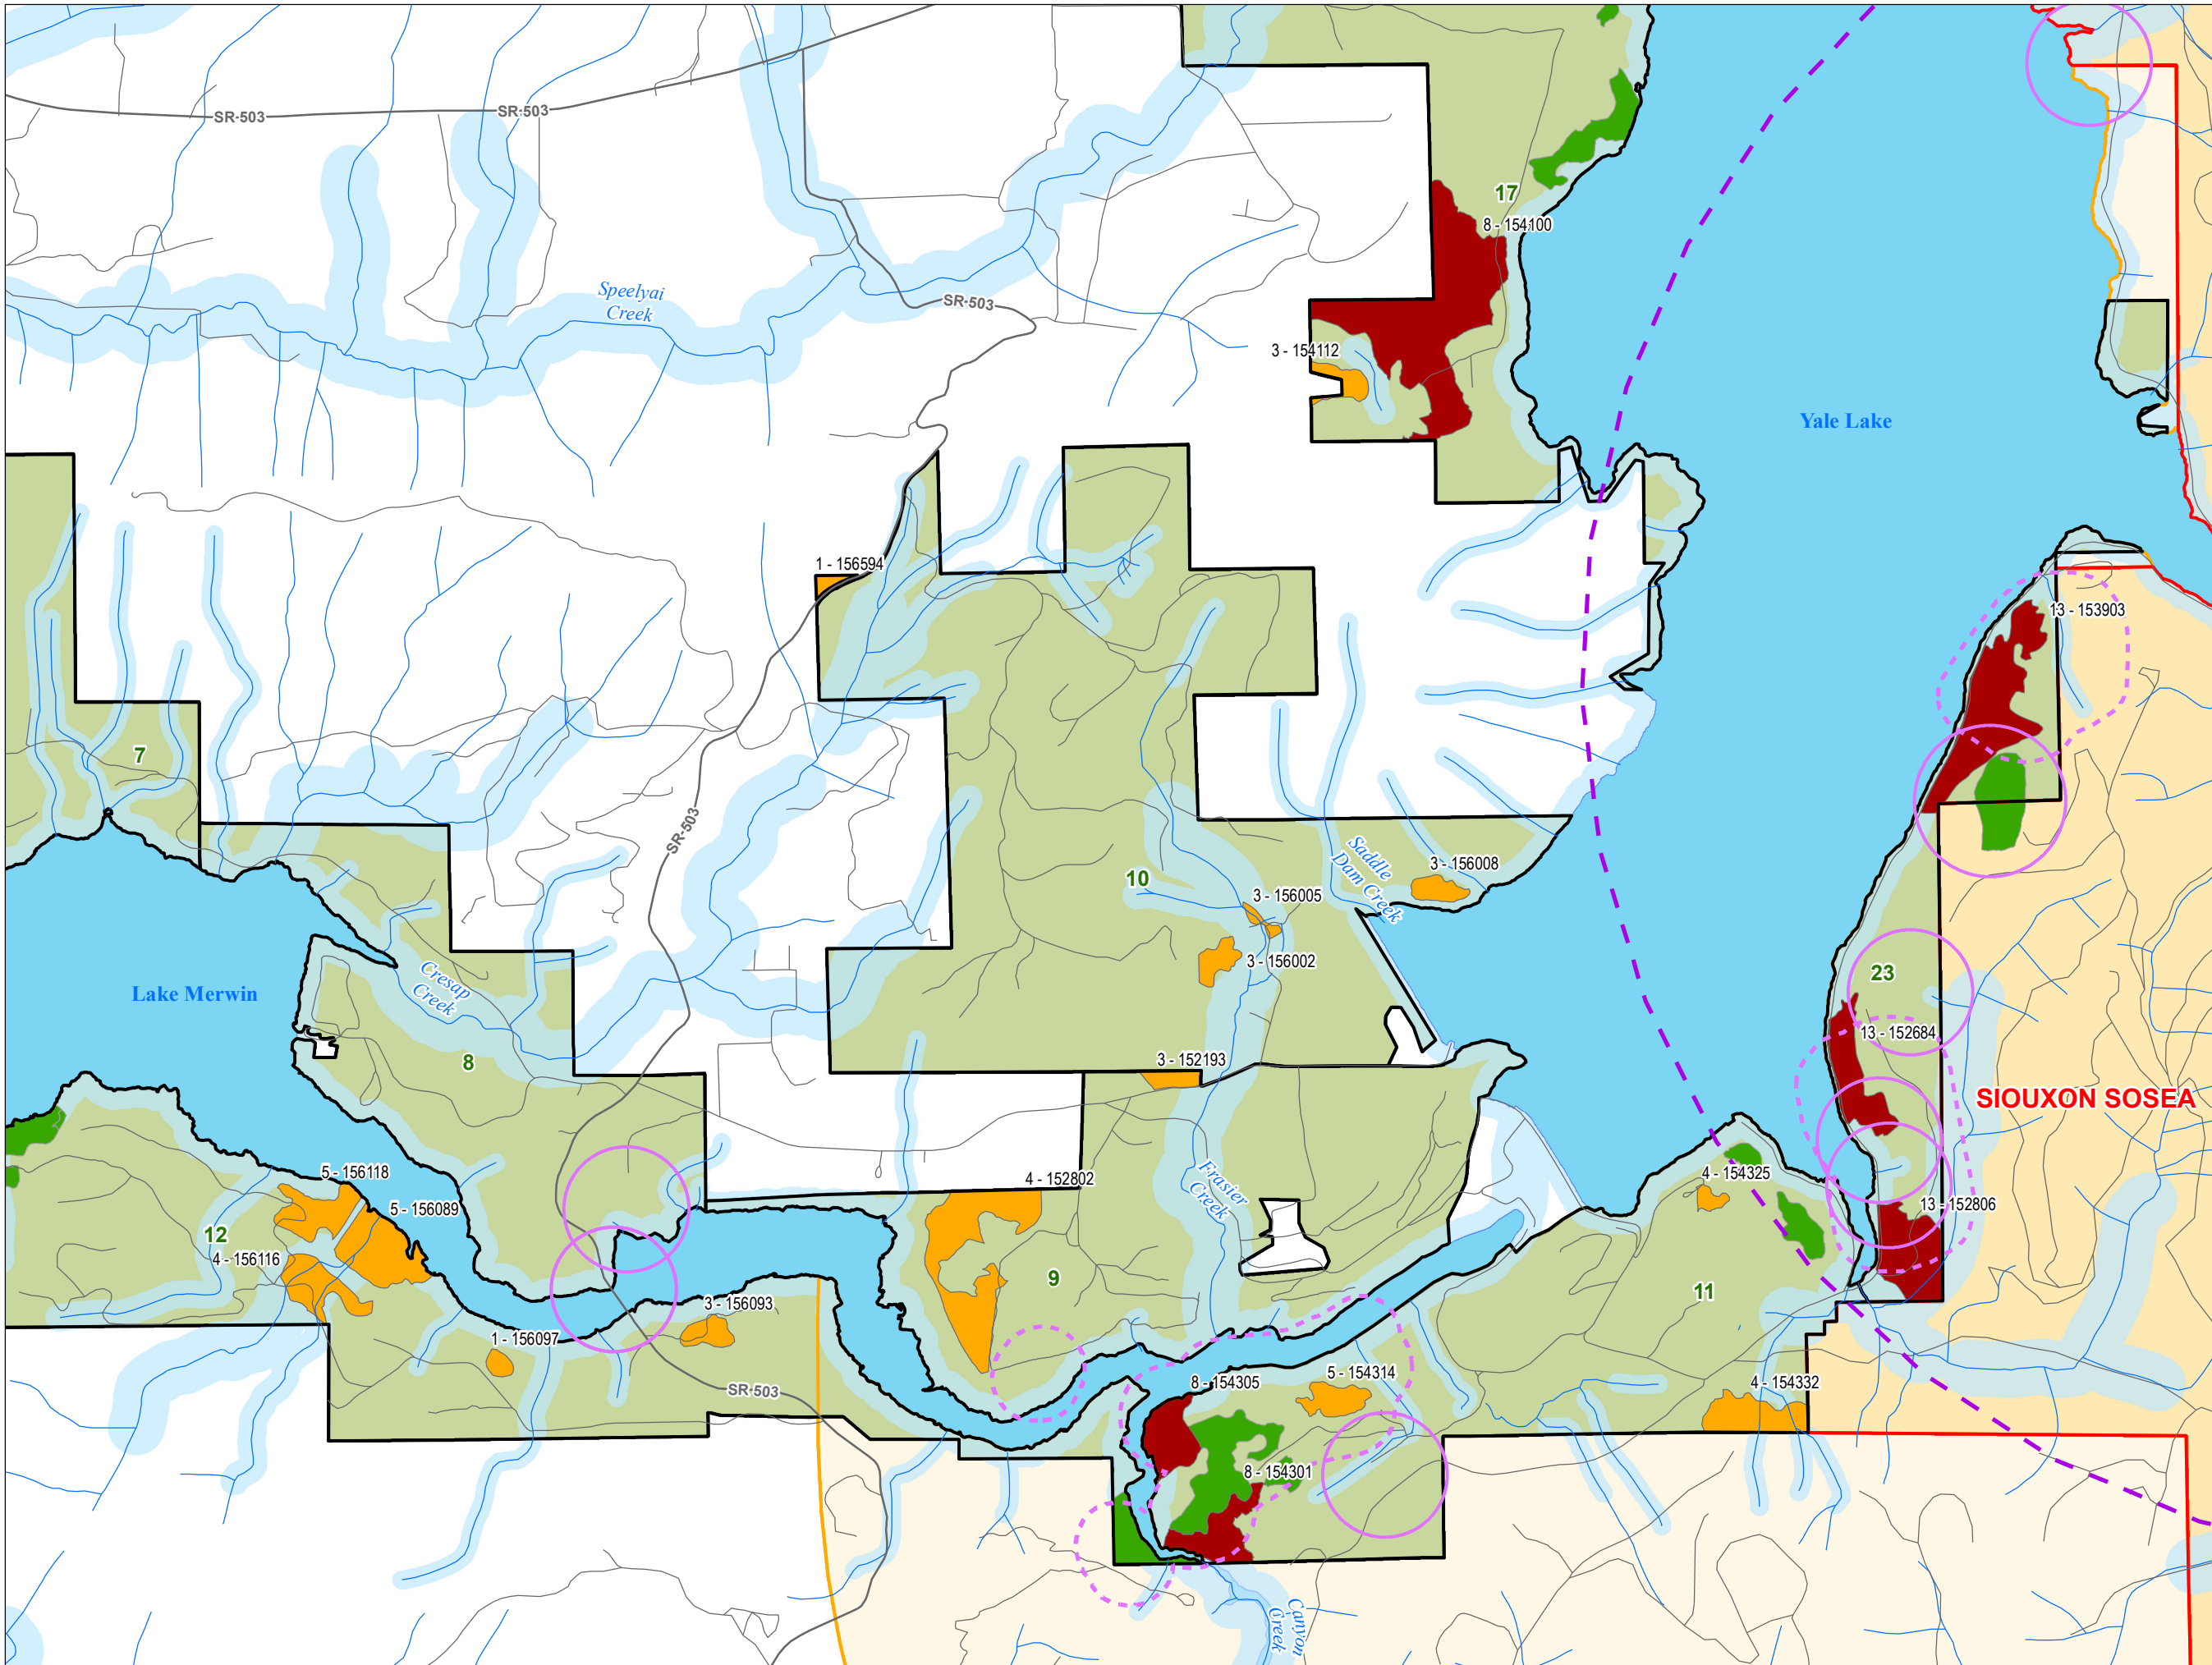 SR-503
SR-503
17
8 - 154100
Speelyai
Creek
SR-503
3 - 154112
Yale Lake
1 - 156594
13 - 153903
7
SR-503
Saddle
Dam Creek
3 - 156008
10
3 - 156005
3 - 156002
Cresap
Creek
Lake Merwin
23
13 - 152684
8
3 - 152193
SIOUXON SOSEA
5 - 156118
5 - 156089
4 - 152802
Frasier
Creek
4 - 154325
13 - 152806
12
4 - 156116
9
11
3 - 156093
1 - 156097
SR-503
8 - 154305
5 - 154314
4 - 154332
8 - 154301
Canyon
Creek